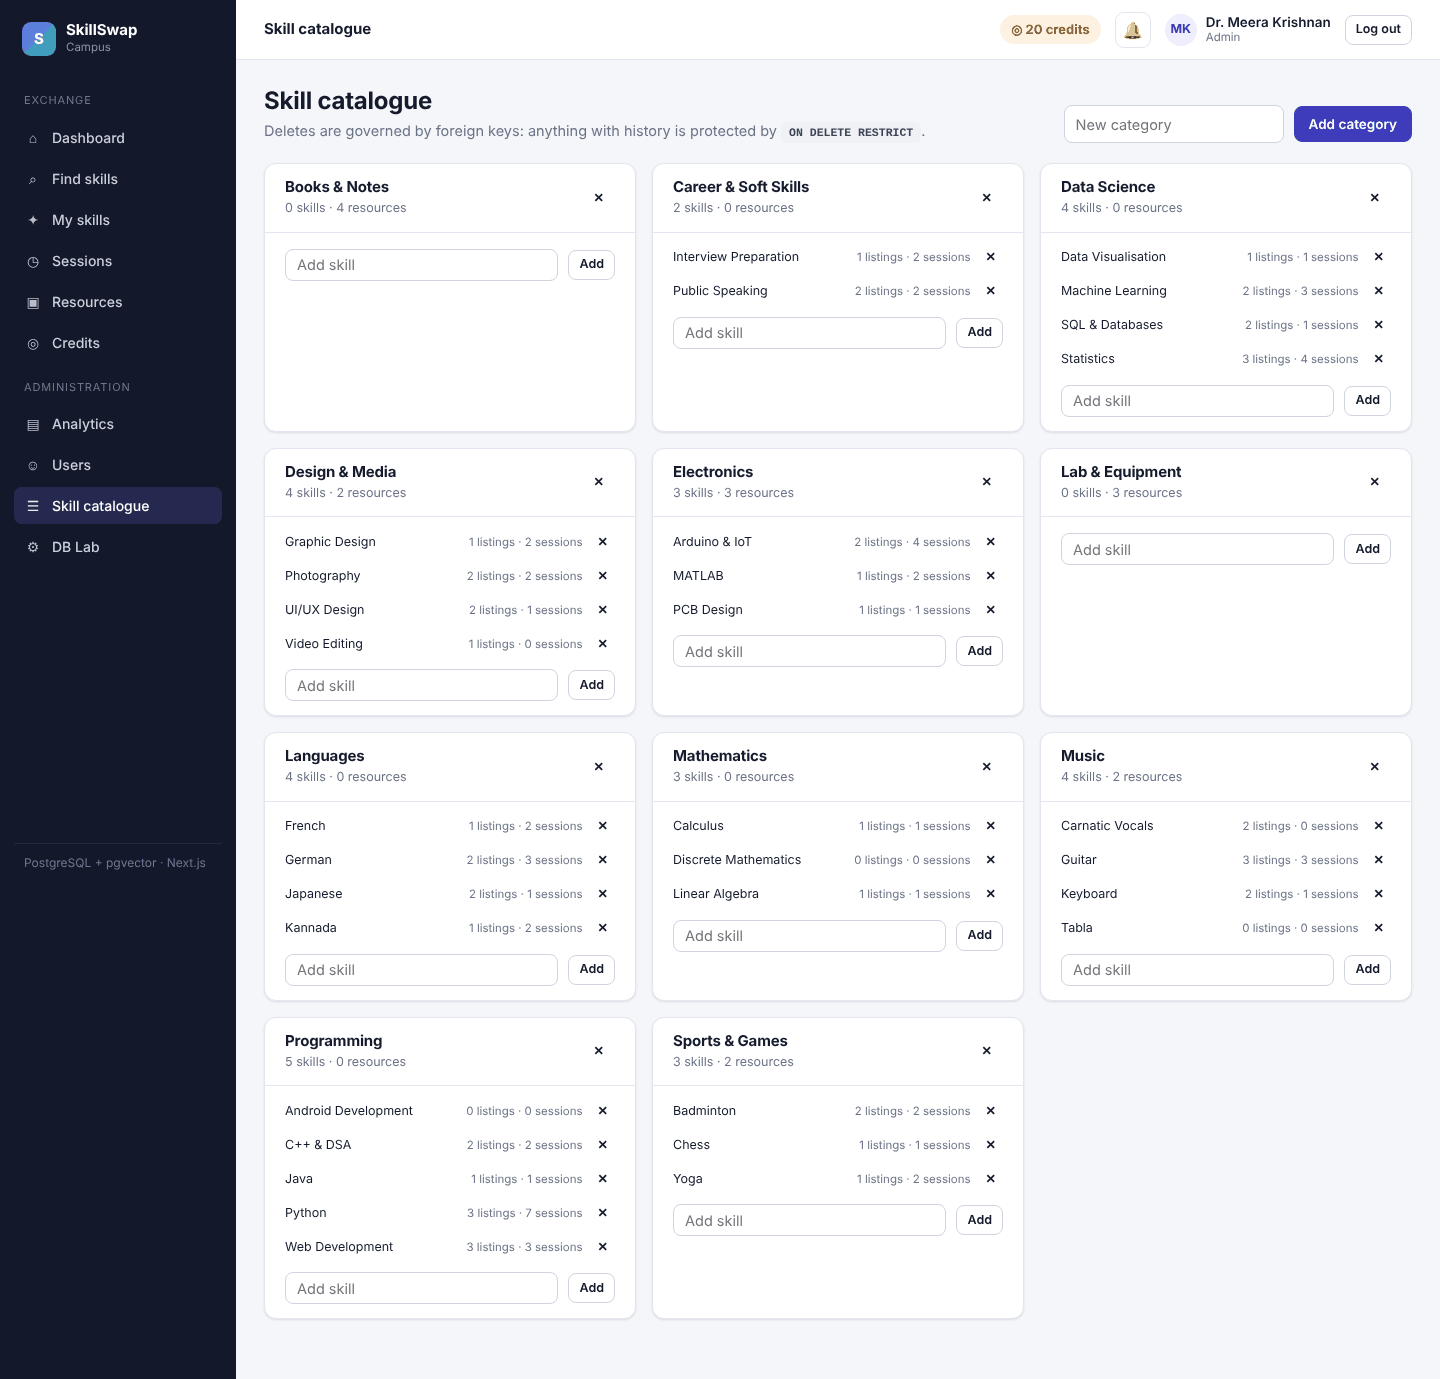 S
SkillSwap
Campus
EXCHANGE
⌂ Dashboard
⌕ Find skills
✦ My skills
◷ Sessions
▣ Resources
◎ Credits
ADMINISTRATION
▤ Analytics
☺ Users
☰ Skill catalogue
⚙ DB Lab
PostgreSQL + pgvector · Next.js
Skill catalogue
◎ 20 credits
🔔
MK
Dr. Meera Krishnan
Admin
Log out
Skill catalogue
Deletes are governed by foreign keys: anything with history is protected by ON DELETE RESTRICT .
New category
Add category
Books & Notes
0 skills · 4 resources
✕
Add skill
Add
Career & Soft Skills
2 skills · 0 resources
✕
Interview Preparation 1 listings · 2 sessions ✕
Public Speaking 2 listings · 2 sessions ✕
Add skill
Add
Data Science
4 skills · 0 resources
✕
Data Visualisation 1 listings · 1 sessions ✕
Machine Learning 2 listings · 3 sessions ✕
SQL & Databases 2 listings · 1 sessions ✕
Statistics 3 listings · 4 sessions ✕
Add skill
Add
Design & Media
4 skills · 2 resources
✕
Graphic Design 1 listings · 2 sessions ✕
Photography 2 listings · 2 sessions ✕
UI/UX Design 2 listings · 1 sessions ✕
Video Editing 1 listings · 0 sessions ✕
Add skill
Add
Electronics
3 skills · 3 resources
✕
Arduino & IoT 2 listings · 4 sessions ✕
MATLAB 1 listings · 2 sessions ✕
PCB Design 1 listings · 1 sessions ✕
Add skill
Add
Lab & Equipment
0 skills · 3 resources
✕
Add skill
Add
Languages
4 skills · 0 resources
✕
French 1 listings · 2 sessions ✕
German 2 listings · 3 sessions ✕
Japanese 2 listings · 1 sessions ✕
Kannada 1 listings · 2 sessions ✕
Add skill
Add
Mathematics
3 skills · 0 resources
✕
Calculus 1 listings · 1 sessions ✕
Discrete Mathematics 0 listings · 0 sessions ✕
Linear Algebra 1 listings · 1 sessions ✕
Add skill
Add
Music
4 skills · 2 resources
✕
Carnatic Vocals 2 listings · 0 sessions ✕
Guitar 3 listings · 3 sessions ✕
Keyboard 2 listings · 1 sessions ✕
Tabla 0 listings · 0 sessions ✕
Add skill
Add
Programming
5 skills · 0 resources
✕
Android Development 0 listings · 0 sessions ✕
C++ & DSA 2 listings · 2 sessions ✕
Java 1 listings · 1 sessions ✕
Python 3 listings · 7 sessions ✕
Web Development 3 listings · 3 sessions ✕
Add skill
Add
Sports & Games
3 skills · 2 resources
✕
Badminton 2 listings · 2 sessions ✕
Chess 1 listings · 1 sessions ✕
Yoga 1 listings · 2 sessions ✕
Add skill
Add